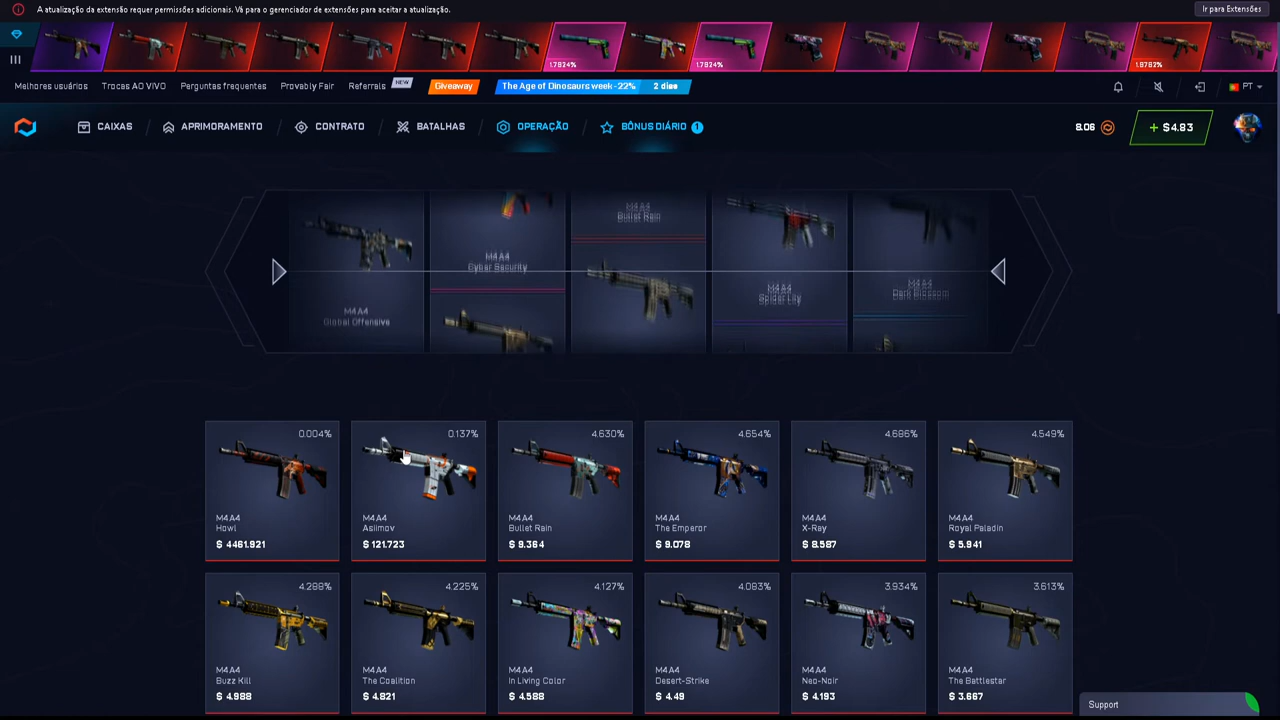 A atualização da extensão requer permissões adicionais. Vá para o gerenciador de extensões para aceitar a atualização.
Ir para Extensões
1.7824%
1.7824%
1.8782%
Melhores usuários
Trocas AO VIVO
Perguntas frequentes
Provably Fair
Referrals
NEW
Giveaway
The Age of Dinosaurs week -22%
2 dias
PT
CAIXAS
APRIMORAMENTO
CONTRATO
BATALHAS
OPERAÇÃO
BÔNUS DIÁRIO
1
8.06
+ $4.83
M4A4
Global Offensive
M4A4
Cyber Security
M4A4
Bullet Rain
M4A4
Spider Lily
M4A4
Dark Blossom
0.004%
M4A4
Howl
$ 4461.921
0.137%
M4A4
Asiimov
$ 121.723
4.630%
M4A4
Bullet Rain
$ 9.364
4.654%
M4A4
The Emperor
$ 9.078
4.686%
M4A4
X-Ray
$ 8.587
4.549%
M4A4
Royal Paladin
$ 5.941
4.288%
M4A4
Buzz Kill
$ 4.988
4.225%
M4A4
The Coalition
$ 4.821
4.127%
M4A4
In Living Color
$ 4.588
4.083%
M4A4
Desert-Strike
$ 4.49
3.934%
M4A4
Neo-Noir
$ 4.193
3.613%
M4A4
The Battlestar
$ 3.667
Support